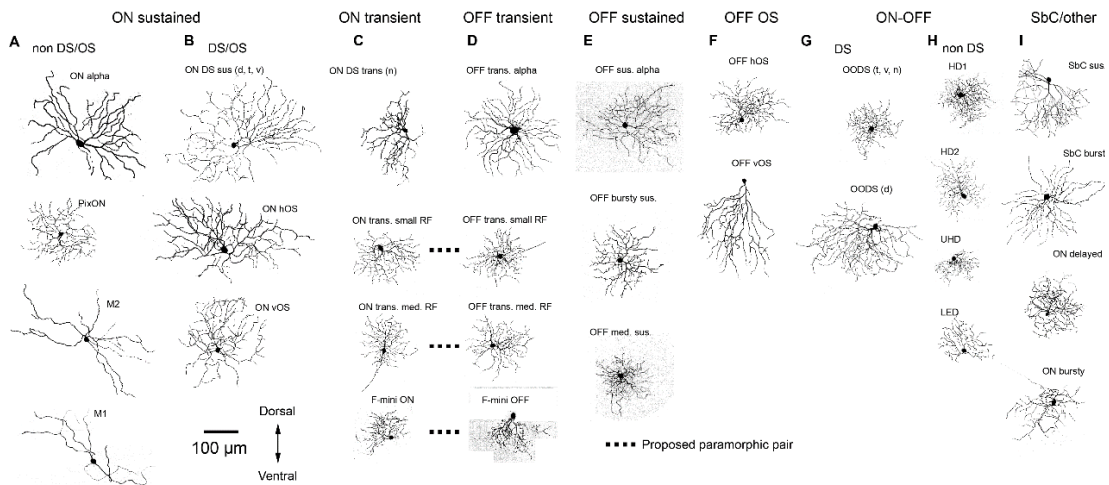 ON sustained
ON transient
OFF transient
OFF sustained
OFF OS
ON-OFF
SbC/other
A
non DS/OS
B
DS/OS
C
D
E
F
G
DS
H
non DS
I
ON alpha
PixON
M2
M1
ON DS sus (d, t, v)
ON hOS
ON vOS
100 µm
Dorsal
Ventral
ON DS trans (n)
ON trans. small RF
ON trans. med. RF
F-mini ON
OFF trans. alpha
OFF trans. small RF
OFF trans. med. RF
F-mini OFF
OFF sus. alpha
OFF bursty sus.
OFF med. sus.
Proposed paramorphic pair
OFF hOS
OFF vOS
OODS (t, v, n)
OODS (d)
HD1
HD2
UHD
LED
SbC sus.
SbC burst
ON delayed
ON bursty